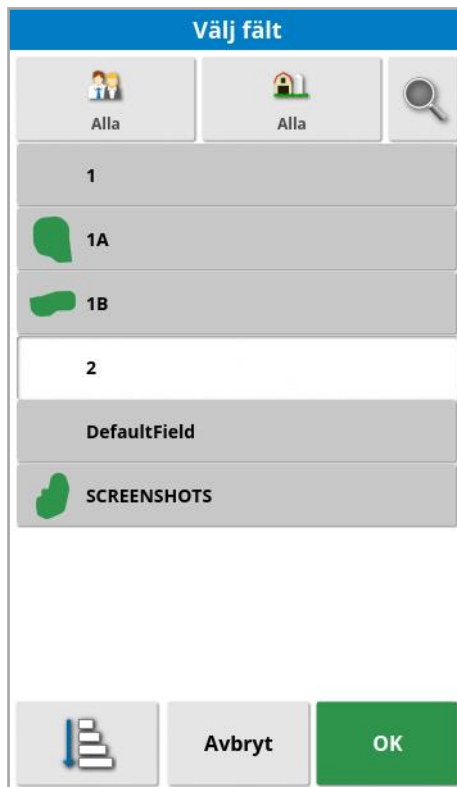 Välj fält
Alla Alla
1
1A
1B
2
DefaultField
SCREENSHOTS
Avbryt OK